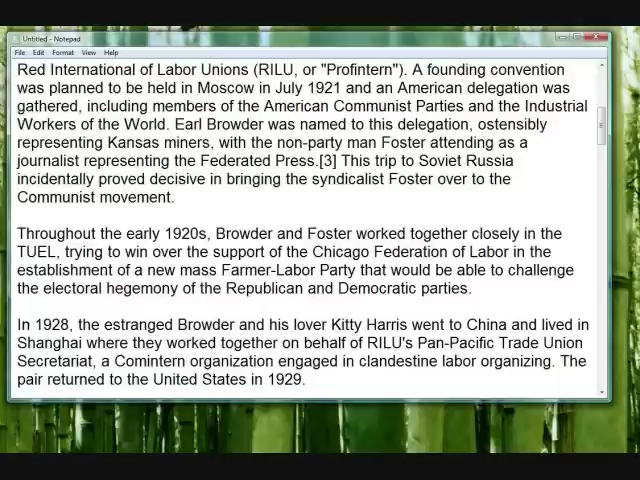 Untitled - Notepad
File Edit Format View Help
Red International of Labor Unions (RILU, or "Profintern"). A founding convention
was planned to be held in Moscow in July 1921 and an American delegation was
gathered, including members of the American Communist Parties and the Industrial
Workers of the World. Earl Browder was named to this delegation, ostensibly
representing Kansas miners, with the non-party man Foster attending as a
journalist representing the Federated Press.[3] This trip to Soviet Russia
incidentally proved decisive in bringing the syndicalist Foster over to the
Communist movement.
Throughout the early 1920s, Browder and Foster worked together closely in the
TUEL, trying to win over the support of the Chicago Federation of Labor in the
establishment of a new mass Farmer-Labor Party that would be able to challenge
the electoral hegemony of the Republican and Democratic parties.
In 1928, the estranged Browder and his lover Kitty Harris went to China and lived in
Shanghai where they worked together on behalf of RILU's Pan-Pacific Trade Union
Secretariat, a Comintern organization engaged in clandestine labor organizing. The
pair returned to the United States in 1929.